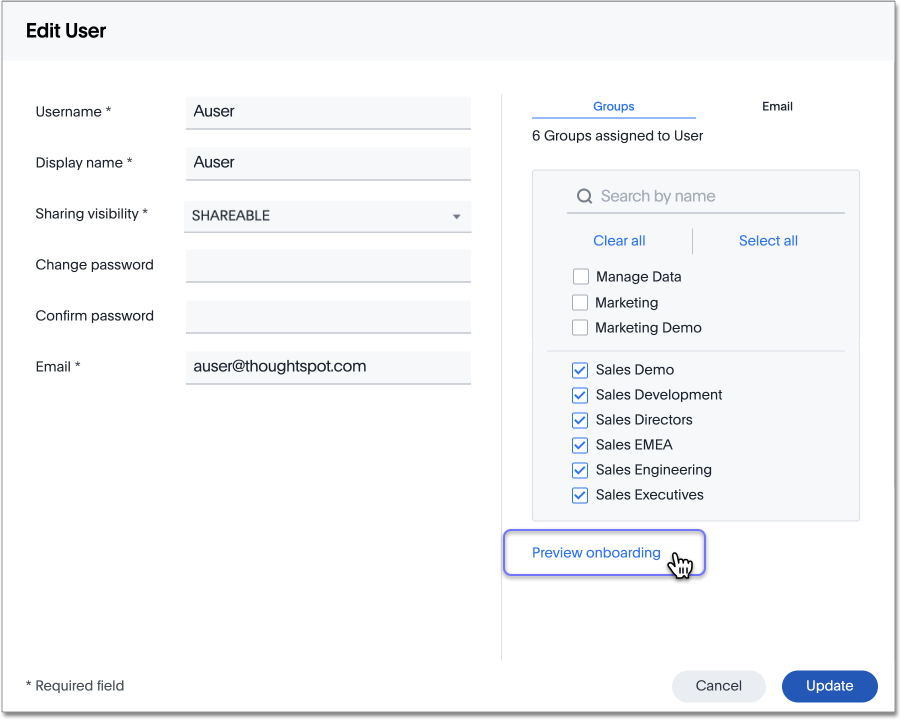 Edit User
Username *
Auser
Display name *
Auser
Sharing visibility *
SHAREABLE
Change password
Confirm password
Email *
auser@thoughtspot.com
Groups
Email
6 Groups assigned to User
Search by name
Clear all
Select all
Manage Data
Marketing
Marketing Demo
Sales Demo
Sales Development
Sales Directors
Sales EMEA
Sales Engineering
Sales Executives
Preview onboarding
* Required field
Cancel
Update